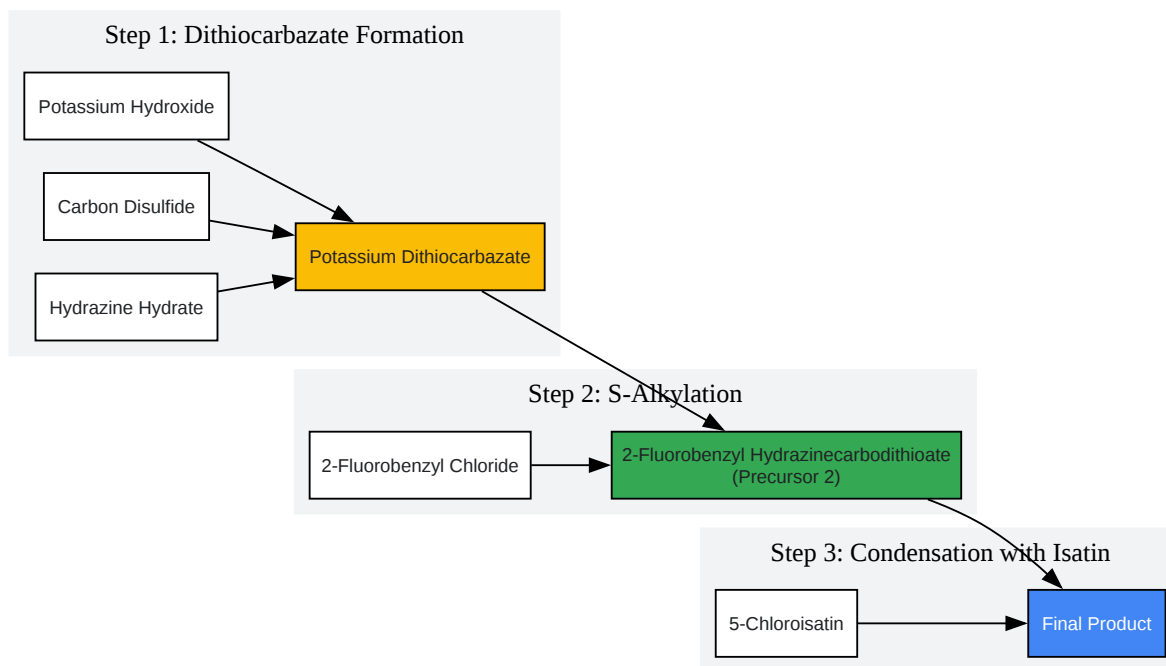 Step 1: Dithiocarbazate Formation
Potassium Hydroxide
Carbon Disulfide
Potassium Dithiocarbazate
Hydrazine Hydrate
Step 2: S-Alkylation
2-Fluorobenzyl Chloride
2-Fluorobenzyl Hydrazinecarbodithioate
(Precursor 2)
Step 3: Condensation with Isatin
5-Chloroisatin
Final Product